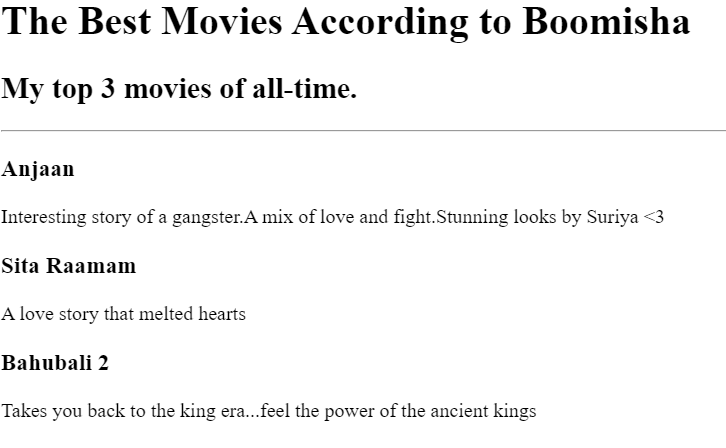 The Best Movies According to Boomisha
My top 3 movies of all-time.
Anjaan
Interesting story of a gangster.A mix of love and fight.Stunning looks by Suriya <3
Sita Raamam
A love story that melted hearts
Bahubali 2
Takes you back to the king era...feel the power of the ancient kings